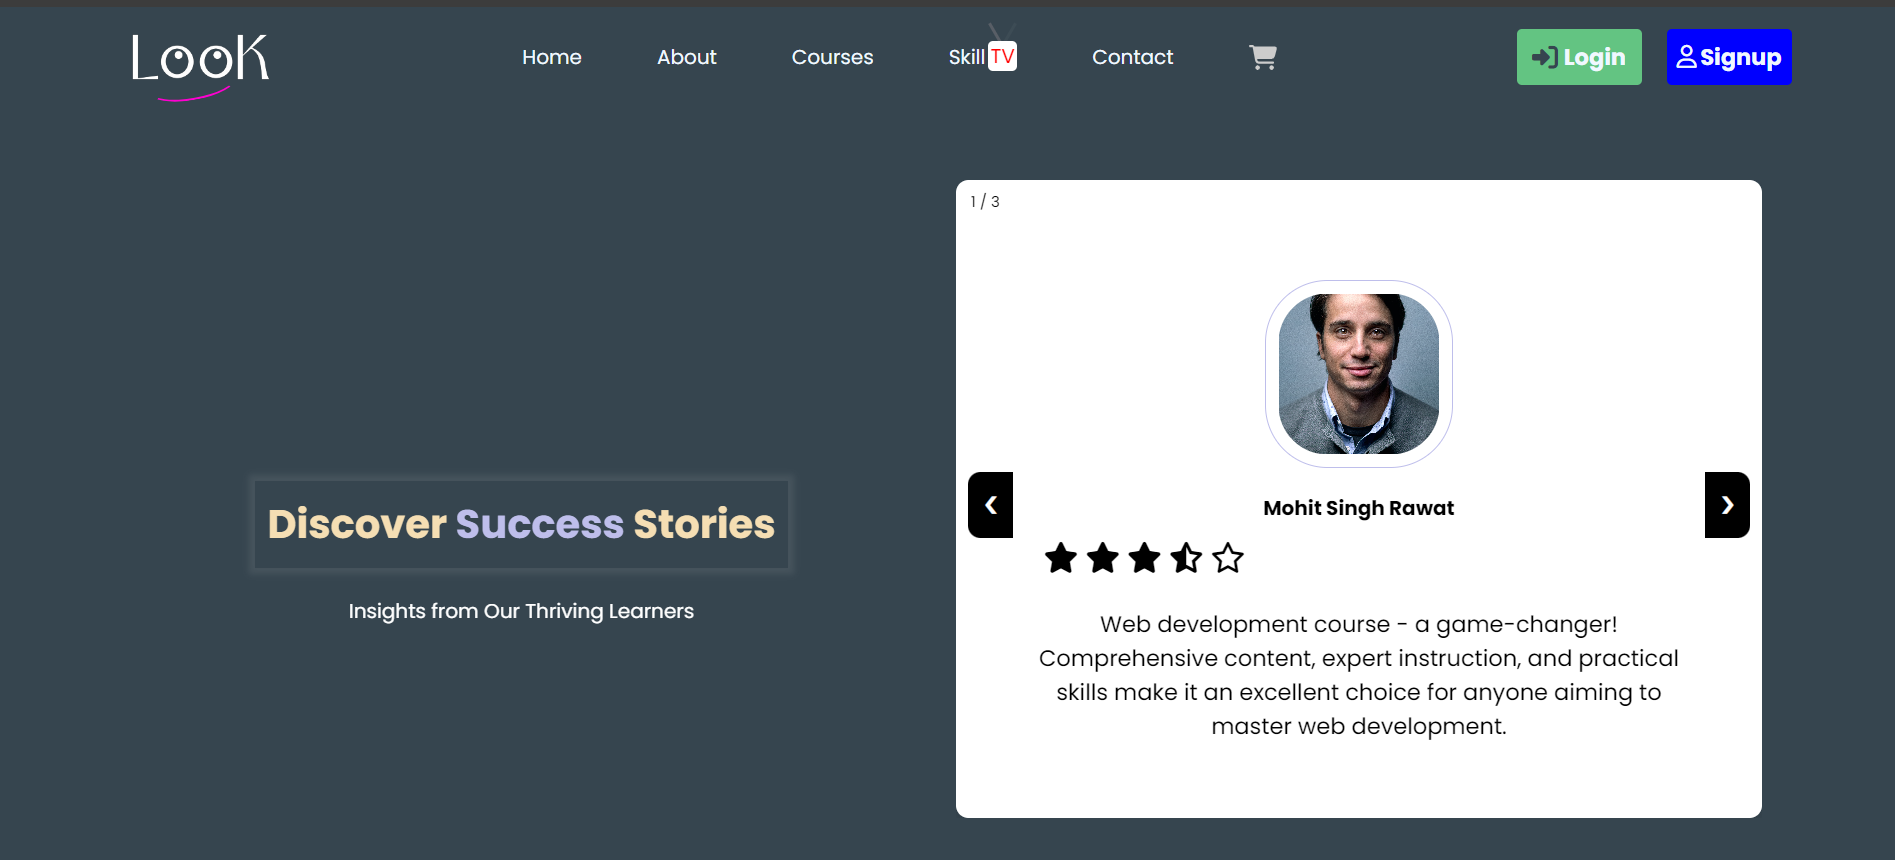 LooK
Home
About
Courses
Skill TV
Contact
Login
Signup
1 / 3
Mohit Singh Rawat
Discover Success Stories
Insights from Our Thriving Learners
Web development course - a game-changer!
Comprehensive content, expert instruction, and practical
skills make it an excellent choice for anyone aiming to
master web development.